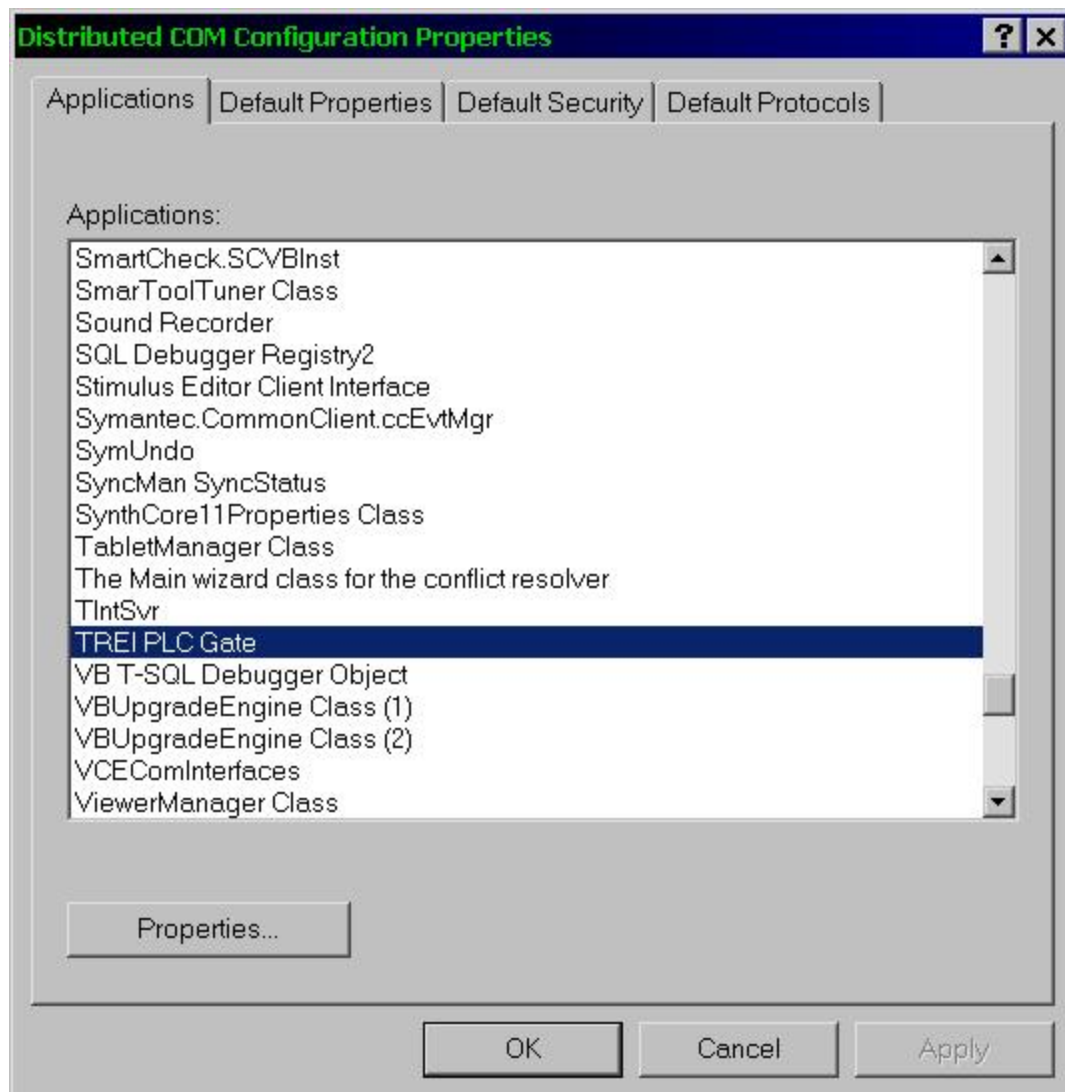 Distributed COM Configuration Properties
Applications Default Properties Default Security Default Protocols
Applications:
SmartCheck.SCVBInst
SmarToolTuner Class
Sound Recorder
SQL Debugger Registry2
Stimulus Editor Client Interface
Symantec.CommonClient.ccEvtMgr
SymUndo
SyncMan SyncStatus
SynthCore11Properties Class
TabletManager Class
The Main wizard class for the conflict resolver
TlntSvr
TREI PLC Gate
VB T-SQL Debugger Object
VBUpgradeEngine Class (1)
VBUpgradeEngine Class (2)
VCEComInterfaces
ViewerManager Class
Properties...
OK Cancel Apply